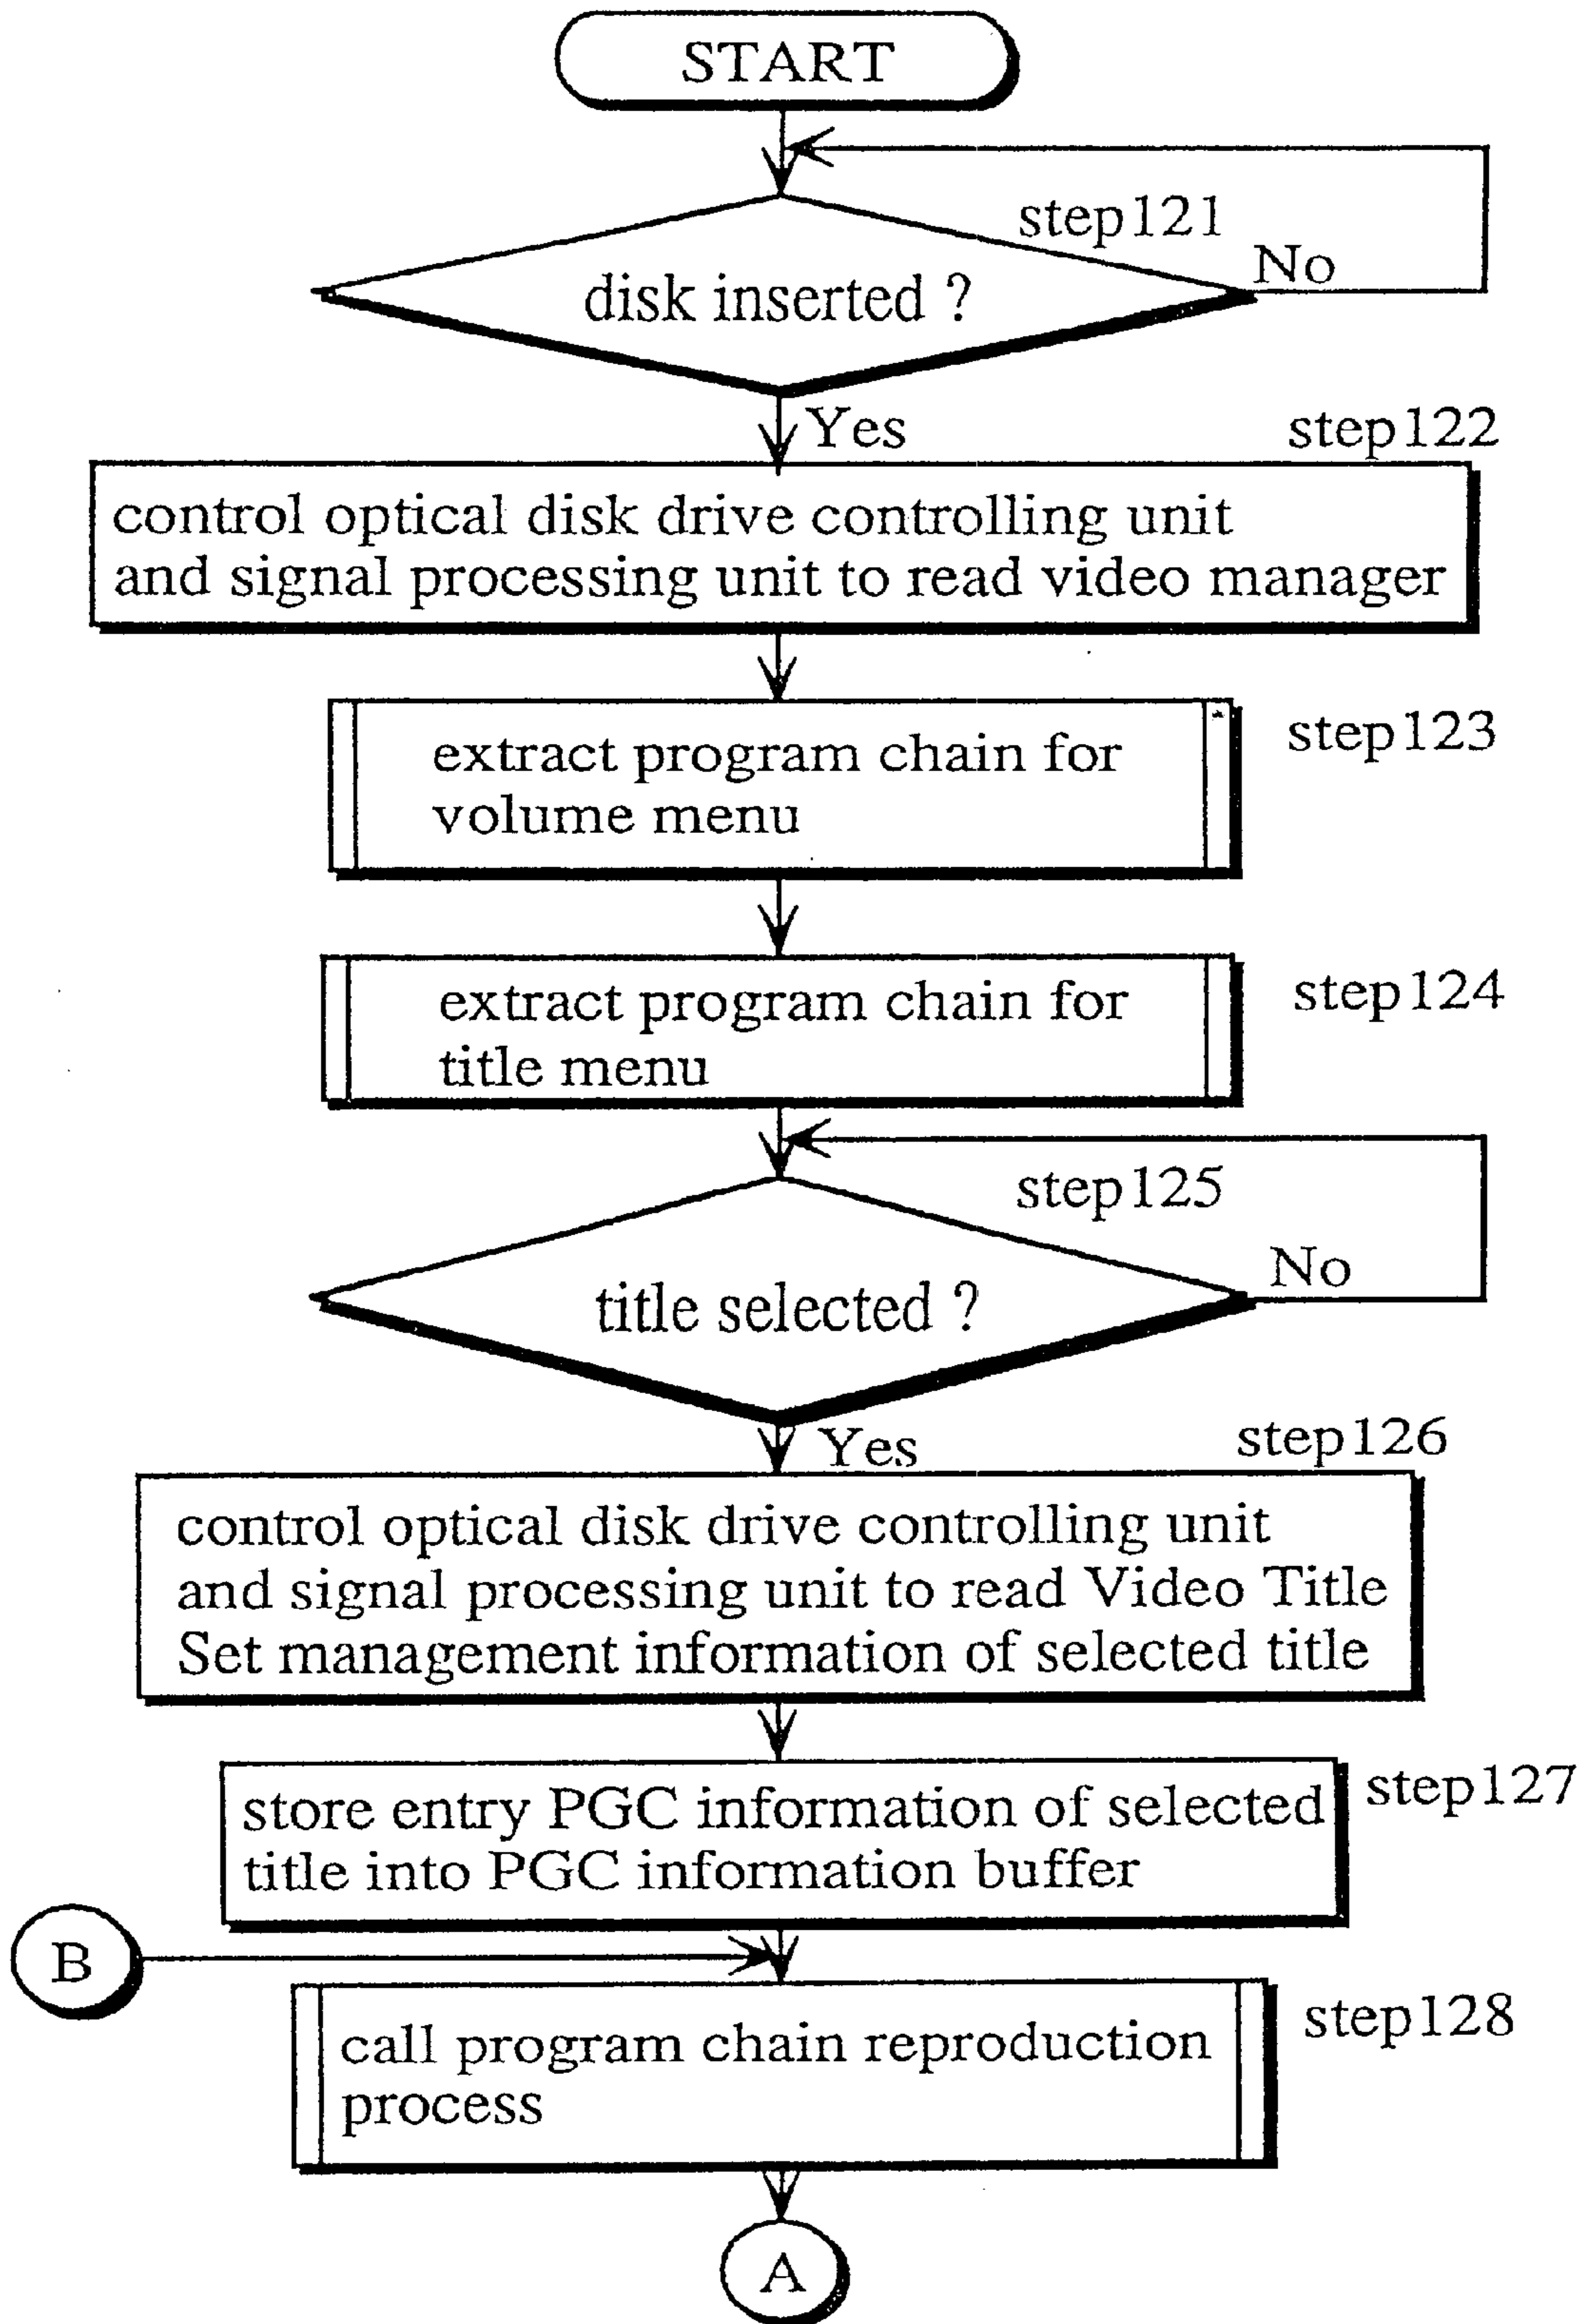 START
step121
No
disk inserted ?
Yes
step122
control optical disk drive controlling unit
and signal processing unit to read video manager
step123
extract program chain for
volume menu
extract program chain for
step124
title menu
step125
No
title selected ?
Yes
step126
control optical disk drive controlling unit
and signal processing unit to read Video Title
Set management information of selected title
step127
store entry PGC information of selected
title into PGC information buffer
B
step128
call program chain reproduction
process
A